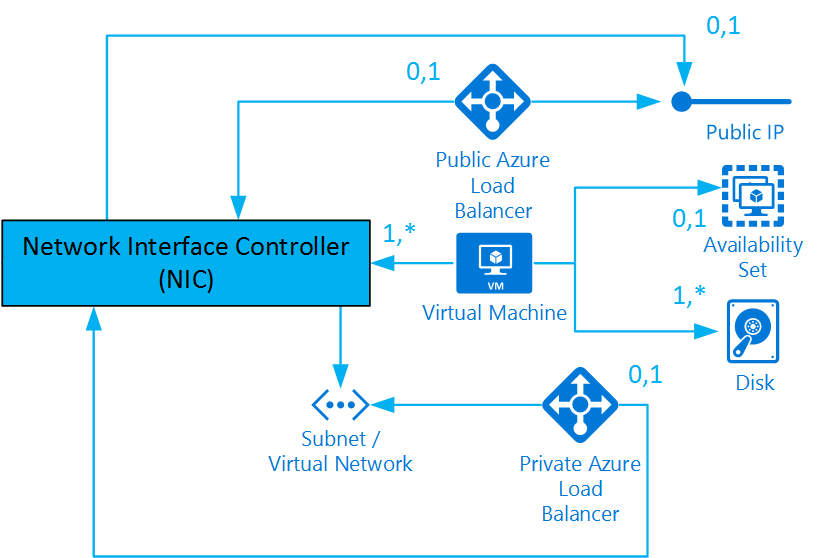 0,1
0,1
Public IP
Public Azure
Load
Balancer
0,1
Availability
Set
1,*
Network Interface Controller
(NIC)
VM
Virtual Machine
1,*
Disk
0,1
Subnet /
Virtual Network
Private Azure
Load
Balancer